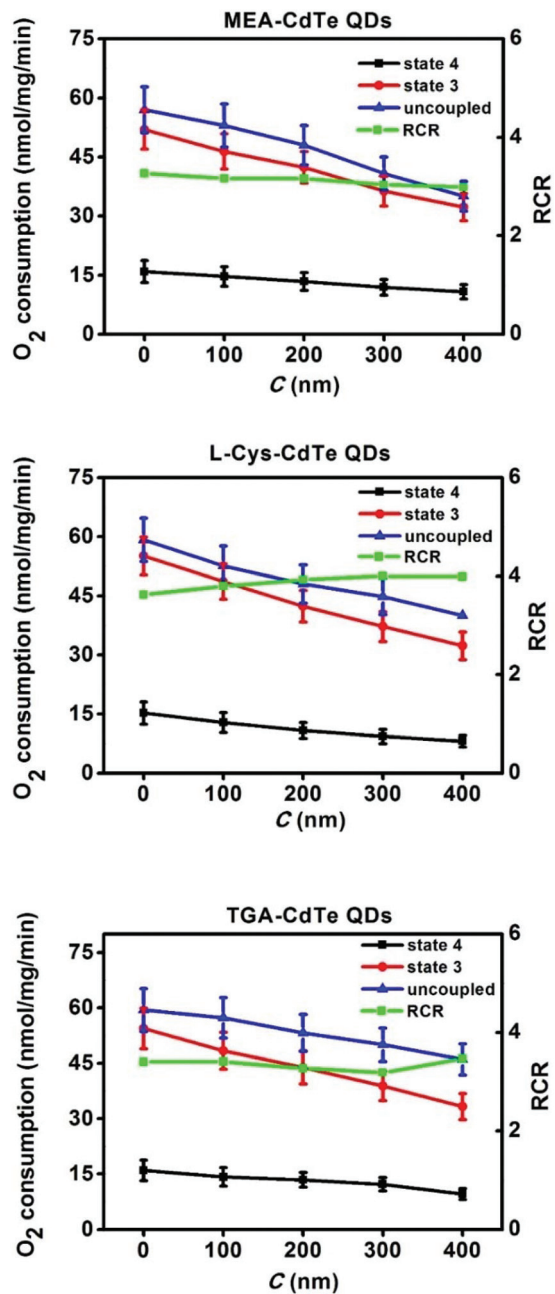 MEA-CdTe QDs
O2 consumption (nmol/mg/min)
75
60
45
30
15
0
state 4
state 3
uncoupled
RCR
6
4
2
0
RCR
0 100 200 300 400
C (nm)
L-Cys-CdTe QDs
O2 consumption (nmol/mg/min)
75
60
45
30
15
0
state 4
state 3
uncoupled
RCR
6
4
2
0
RCR
0 100 200 300 400
C (nm)
TGA-CdTe QDs
O2 consumption (nmol/mg/min)
75
60
45
30
15
0
state 4
state 3
uncoupled
RCR
6
4
2
0
RCR
0 100 200 300 400
C (nm)